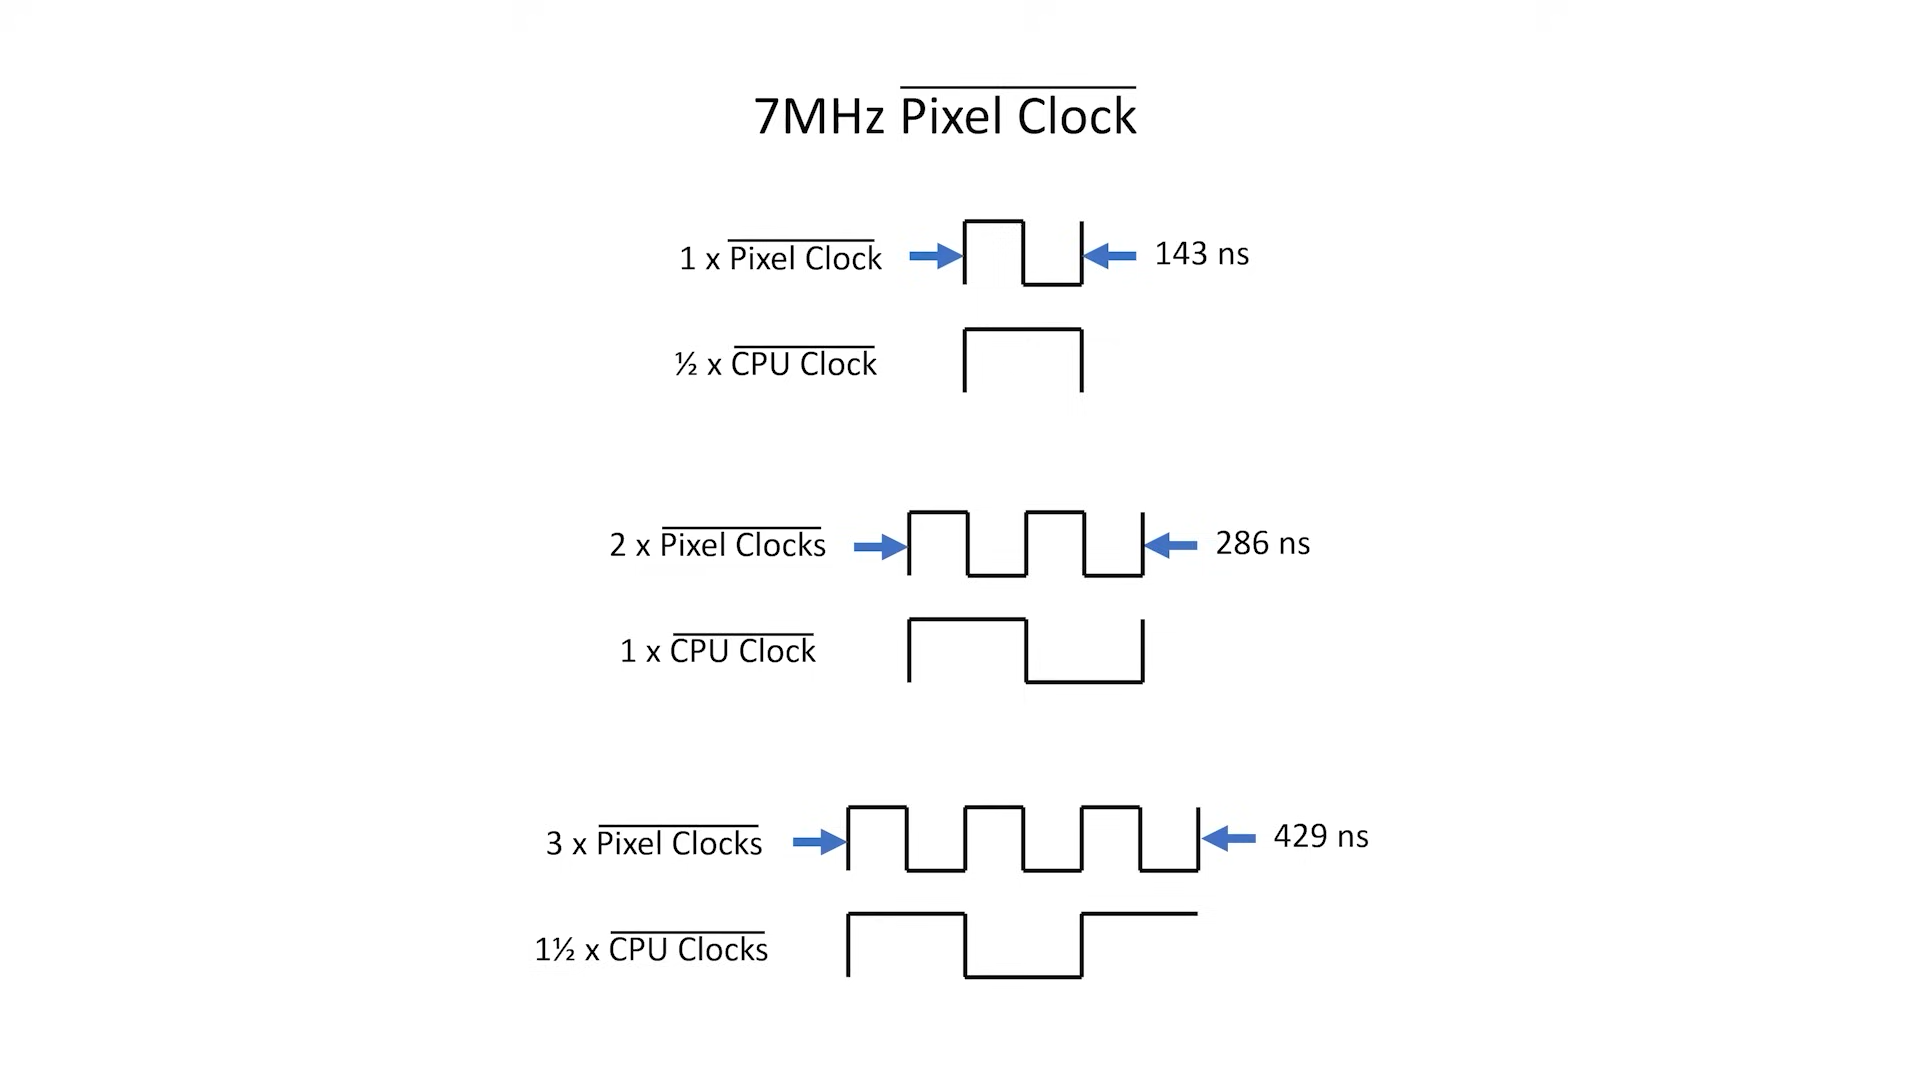 7MHz Pixel Clock
1 x Pixel Clock 143 ns
½ x CPU Clock
2 x Pixel Clocks 286 ns
1 x CPU Clock
3 x Pixel Clocks 429 ns
1½ x CPU Clocks